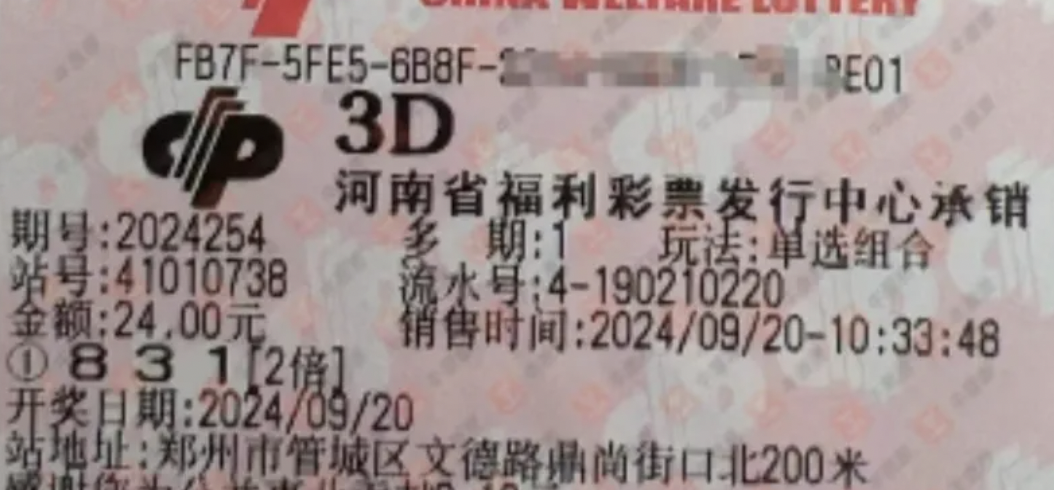 CHINA WELFARE LOTTERY
FB7F-5FE5-6B8F- BE01
3D
河南省福利彩票发行中心承销
期号:2024254 多 期:1 玩法:单选组合
站号:41010738 流水号:4-190210220
金额:24.00元 销售时间:2024/09/20-10:33:48
① 8 3 1[2倍]
开奖日期:2024/09/20
站地址:郑州市管城区文德路鼎尚街口北200米